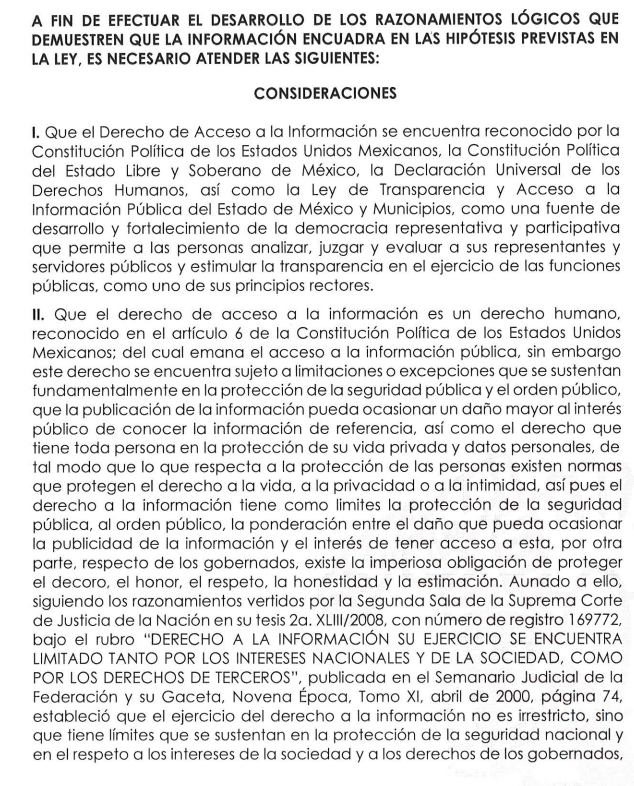 A FIN DE EFECTUAR EL DESARROLLO DE LOS RAZONAMIENTOS LÓGICOS QUE
DEMUESTREN QUE LA INFORMACIÓN ENCUADRA EN LAS HIPÓTESIS PREVISTAS EN
LA LEY, ES NECESARIO ATENDER LAS SIGUIENTES:
CONSIDERACIONES
I. Que el Derecho de Acceso a la Información se encuentra reconocido por la
Constitución Política de los Estados Unidos Mexicanos, la Constitución Política
del Estado Libre y Soberano de México, la Declaración Universal de los
Derechos Humanos, así como la Ley de Transparencia y Acceso a la
Información Pública del Estado de México y Municipios, como una fuente de
desarrollo y fortalecimiento de la democracia representativa y participativa
que permite a las personas analizar, juzgar y evaluar a sus representantes y
servidores públicos y estimular la transparencia en el ejercicio de las funciones
públicas, como uno de sus principios rectores.
II. Que el derecho de acceso a la información es un derecho humano,
reconocido en el artículo 6 de la Constitución Política de los Estados Unidos
Mexicanos; del cual emana el acceso a la información pública, sin embargo
este derecho se encuentra sujeto a limitaciones o excepciones que se sustentan
fundamentalmente en la protección de la seguridad pública y el orden público,
que la publicación de la información pueda ocasionar un daño mayor al interés
público de conocer la información de referencia, así como el derecho que
tiene toda persona en la protección de su vida privada y datos personales, de
tal modo que lo que respecta a la protección de las personas existen normas
que protegen el derecho a la vida, a la privacidad o a la intimidad, así pues el
derecho a la información tiene como limites la protección de la seguridad
pública, al orden público, la ponderación entre el daño que pueda ocasionar
la publicidad de la información y el interés de tener acceso a esta, por otra
parte, respecto de los gobernados, existe la imperiosa obligación de proteger
el decoro, el honor, el respeto, la honestidad y la estimación. Aunado a ello,
siguiendo los razonamientos vertidos por la Segunda Sala de la Suprema Corte
de Justicia de la Nación en su tesis 2a. XLIII/2008, con número de registro 169772,
bajo el rubro "DERECHO A LA INFORMACIÓN SU EJERCICIO SE ENCUENTRA
LIMITADO TANTO POR LOS INTERESES NACIONALES Y DE LA SOCIEDAD, COMO
POR LOS DERECHOS DE TERCEROS", publicada en el Semanario Judicial de la
Federación y su Gaceta, Novena Época, Tomo XI, abril de 2000, página 74,
estableció que el ejercicio del derecho a la información no es irrestricto, sino
que tiene límites que se sustentan en la protección de la seguridad nacional y
en el respeto a los intereses de la sociedad y a los derechos de los gobernados,